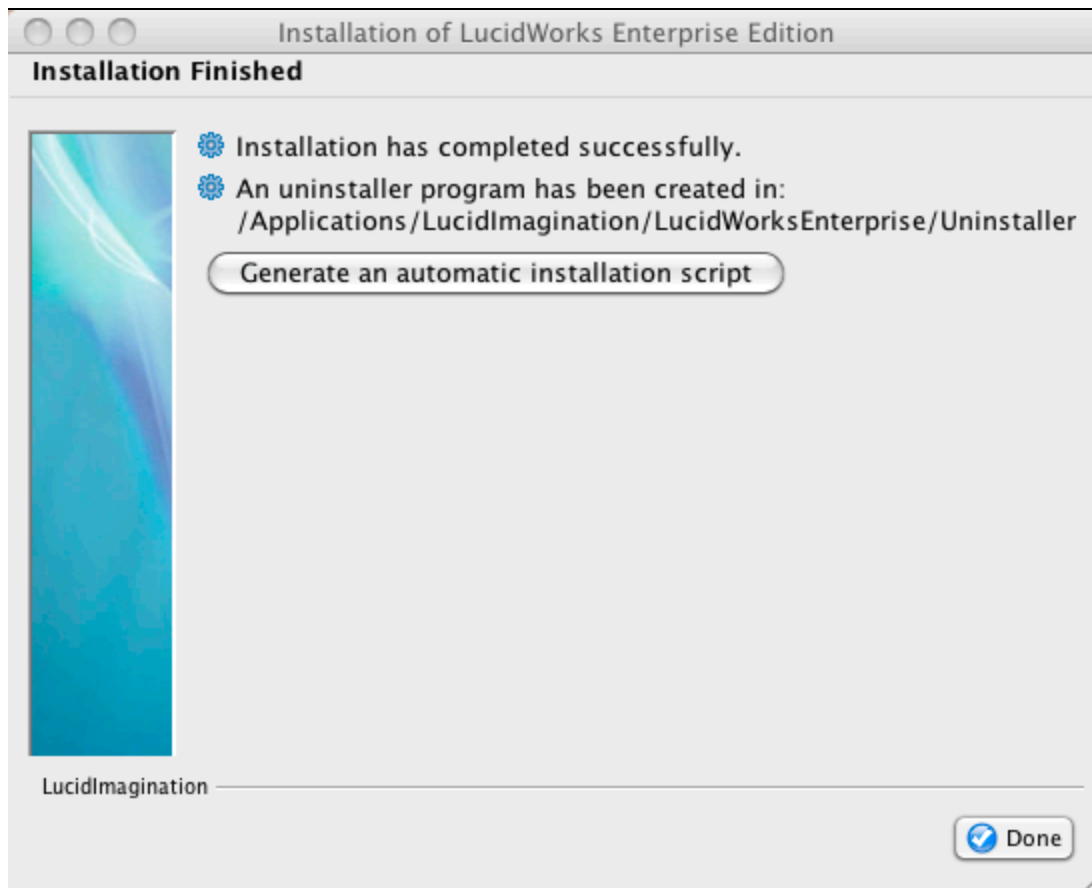 Installation of LucidWorks Enterprise Edition
Installation Finished
Installation has completed successfully.
An uninstaller program has been created in:
/Applications/LucidImagination/LucidWorksEnterprise/Uninstaller
Generate an automatic installation script
LucidImagination
Done